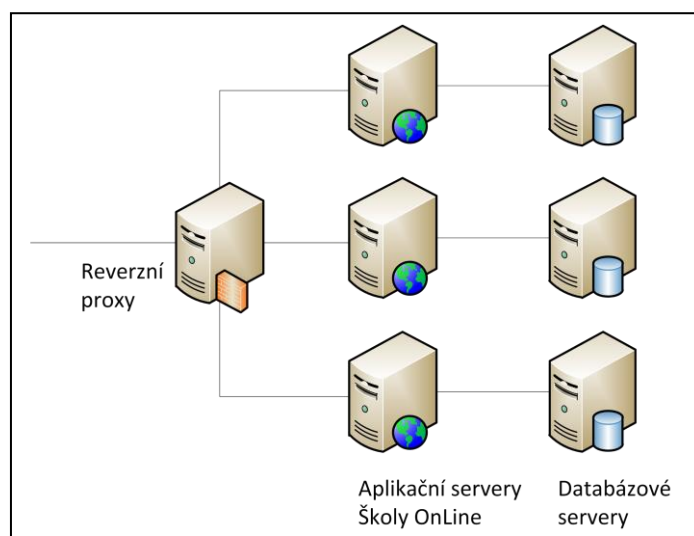 Reverzní
proxy
Aplikační servery
Školy OnLine
Databázové
servery